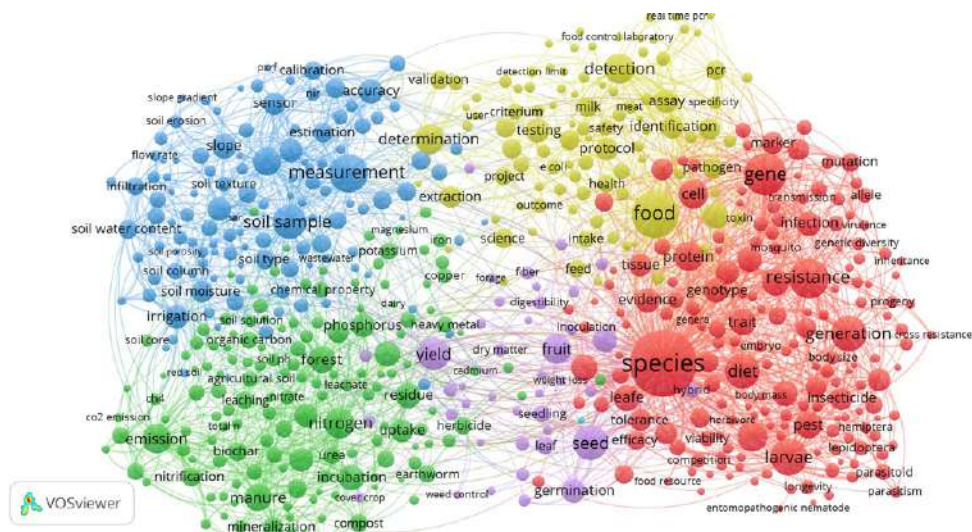 real time pcr
food control laboratory
pxrf
calibration
detection limit
detection
pcr
nir
validation
slope gradient
sensor
accuracy
user
criterium
milk
meat
assay
specificity
soil erosion
estimation
determination
testing
safety
identification
slope
protocol
marker
flow rate
measurement
e coli
pathogen
gene
mutation
infiltration
soil texture
extraction
project
health
cell
transmission
allele
soil water content
soil sample
outcome
food
toxin
infection
virulence
magnesium
soil porosity
soil type
wastewater
potassium
iron
science
intake
mosquito
genetic diversity
soil column
copper
forage
fiber
feed
tissue
protein
inheritance
soil moisture
chemical property
dairy
digestibility
evidence
genotype
resistance
progeny
irrigation
soil solution
phosphorus
heavy metal
inoculation
genera
trait
generation
cross resistance
soil core
organic carbon
soil ph
forest
yield
dry matter
fruit
species
embryo
body size
red soil
agricultural soil
leachate
cadmium
weight loss
diet
ch4
leaching
nitrate
residue
leafe
hybrid
body mass
insecticide
co2 emission
total n
nitrogen
uptake
herbicide
seedling
tolerance
herbivore
pest
hemiptera
emission
biochar
urea
leaf
seed
efficacy
viability
lepidoptera
nitrification
incubation
earthworm
competition
larvae
parasitoid
manure
cover crop
weed control
germination
food resource
longevity
parasitism
VOSviewer
mineralization
compost
entomopathogenic nematode